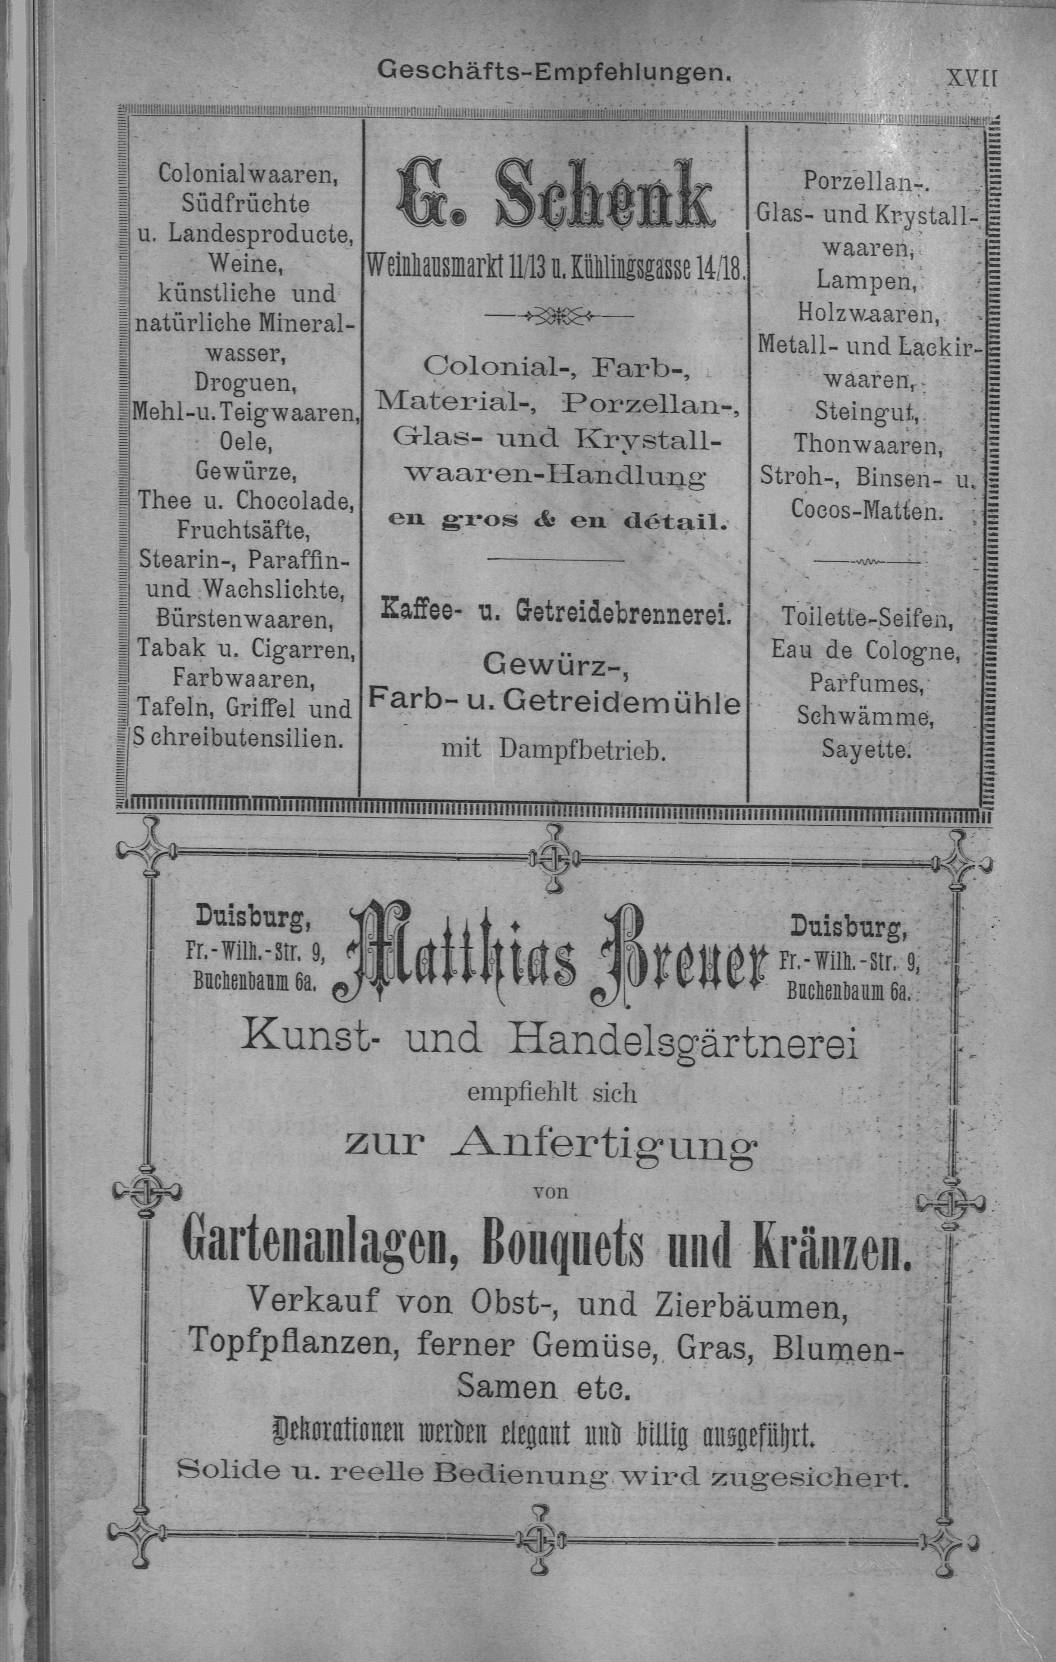 Geschäfts-Empfehlungen.
XVII
Colonialwaaren,
Südfrüchte
u. Landesproducte,
Weine,
künstliche und
natürliche Mineral-
wasser,
Droguen,
Mehl-u. Teigwaaren,
Oele,
Gewürze,
Thee u. Chocolade,
Fruchtsäfte,
Stearin-, Paraffin-
und Wachslichte,
Bürstenwaaren,
Tabak u. Cigarren,
Farbwaaren,
Tafeln, Griffel und
Schreibutensilien.
G. Schenk
Weinhausmarkt 11/13 u. Kühlingsgasse 14/18.
Colonial-, Farb-,
Material-, Porzellan-,
Glas- und Krystall-
waaren-Handlung
en gros & en détail.
Kaffee- u. Getreidebrennerei.
Gewürz-,
Farb- u. Getreidemühle
mit Dampfbetrieb.
Porzellan-.
Glas- und Krystall-
waaren,
Lampen,
Holzwaaren,
Metall- und Lackir-
waaren,
Steingut,
Thonwaaren,
Stroh-, Binsen- u.
Cocos-Matten.
Toilette-Seifen,
Eau de Cologne,
Parfumes,
Schwämme,
Sayette.
Duisburg,
Fr.-Wilh.-Str. 9,
Buchenbaum 6a.
Matthias Breuer
Duisburg,
Fr.-Wilh.-Str. 9,
Buchenbaum 6a.
Kunst- und Handelsgärtnerei
empfiehlt sich
zur Anfertigung
von
Gartenanlagen, Bouquets und Kränzen.
Verkauf von Obst-, und Zierbäumen,
Topfpflanzen, ferner Gemüse, Gras, Blumen-
Samen etc.
Dekorationen werden elegant und billig ausgeführt.
Solide u. reelle Bedienung wird zugesichert.